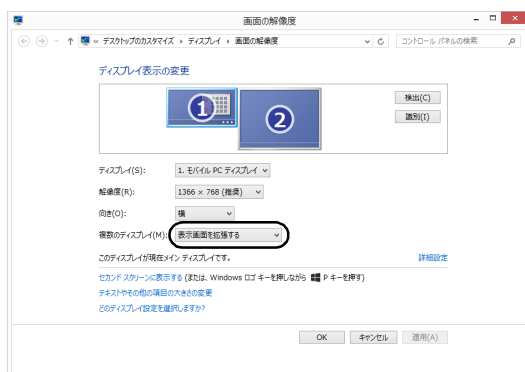 画面の解像度
« デスクトップのカスタマイズ ▸ ディスプレイ ▸ 画面の解像度
コントロール パネルの検索
ディスプレイ表示の変更
1
2
検出(C)
識別(I)
ディスプレイ(S): 1. モバイル PC ディスプレイ
解像度(R): 1366 × 768 (推奨)
向き(O): 横
複数のディスプレイ(M): 表示画面を拡張する
このディスプレイが現在メイン ディスプレイです。 詳細設定
セカンド スクリーンに表示する (または、Windows ロゴ キーを押しながら P キーを押す)
テキストやその他の項目の大きさの変更
どのディスプレイ設定を選択しますか?
OK キャンセル 適用(A)